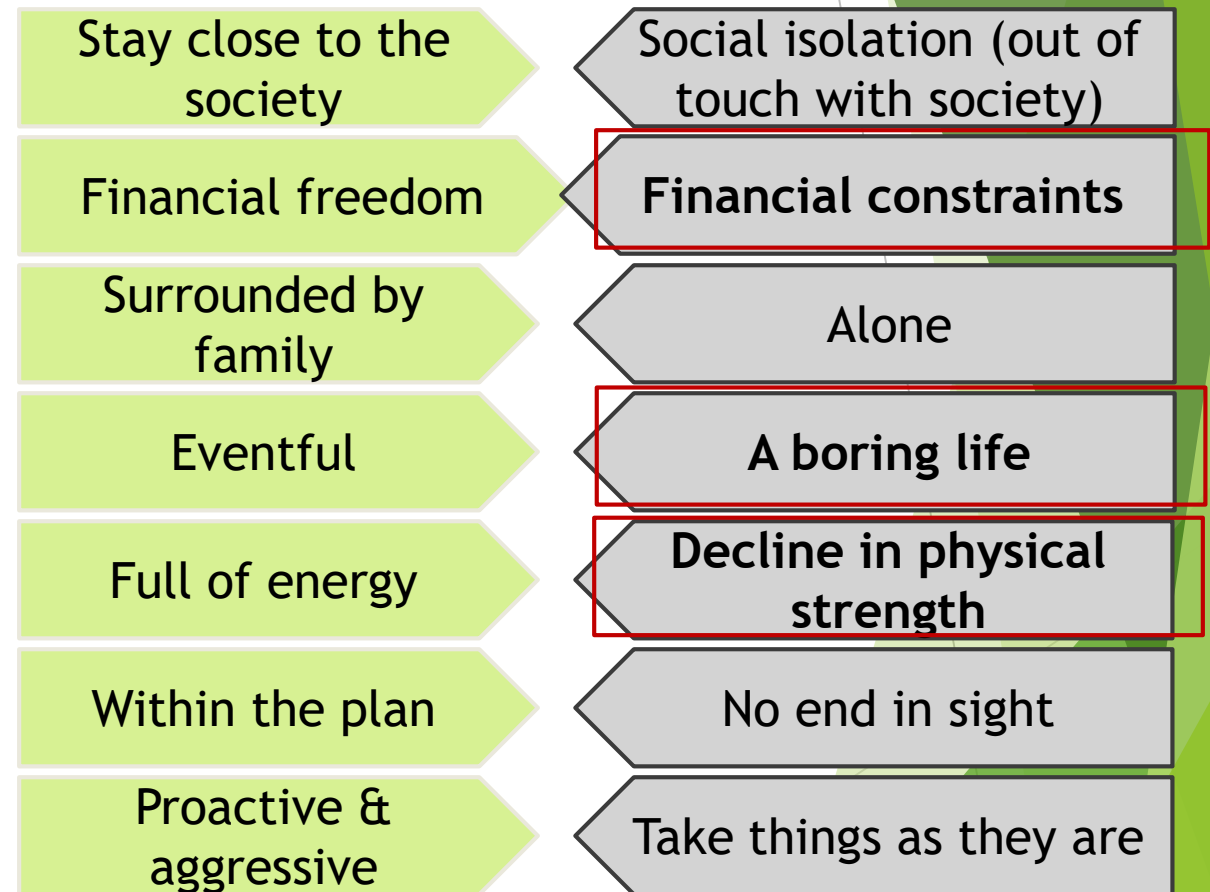 Stay close to the
society
Social isolation (out of
touch with society)
Financial freedom
Financial constraints
Surrounded by
family
Alone
Eventful
A boring life
Full of energy
Decline in physical
strength
Within the plan
No end in sight
Proactive &
aggressive
Take things as they are